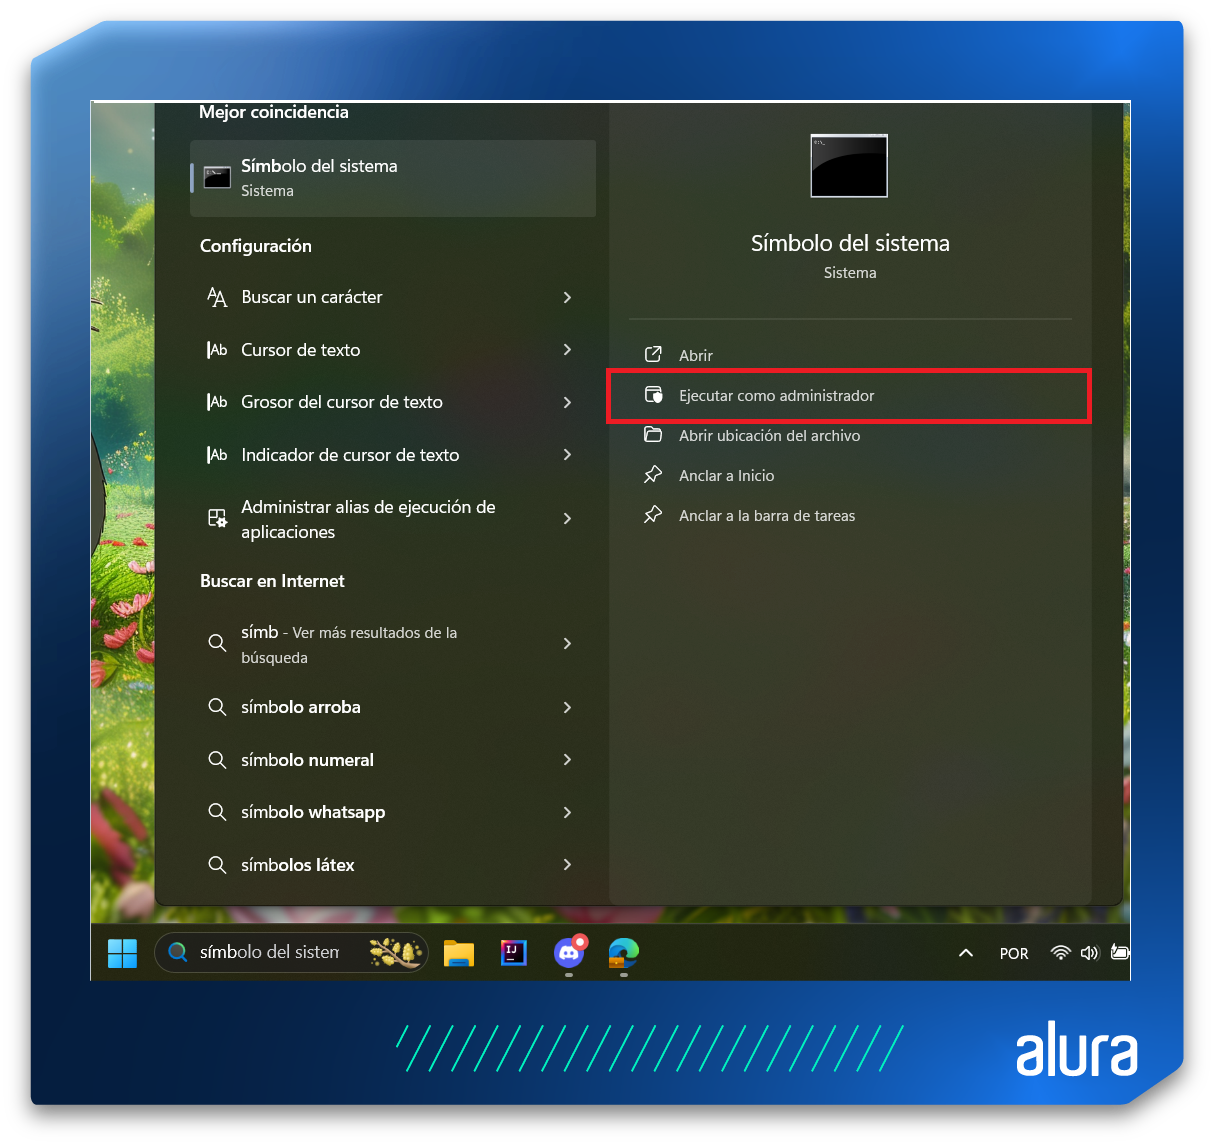 Mejor coincidencia
Símbolo del sistema
Sistema
Configuración
Buscar un carácter
Cursor de texto
Grosor del cursor de texto
Indicador de cursor de texto
Administrar alias de ejecución de
aplicaciones
Buscar en Internet
símb - Ver más resultados de la
búsqueda
símbolo arroba
símbolo numeral
símbolo whatsapp
símbolos látex
Símbolo del sistema
Sistema
Abrir
Ejecutar como administrador
Abrir ubicación del archivo
Anclar a Inicio
Anclar a la barra de tareas
símbolo del sistem
POR
alura